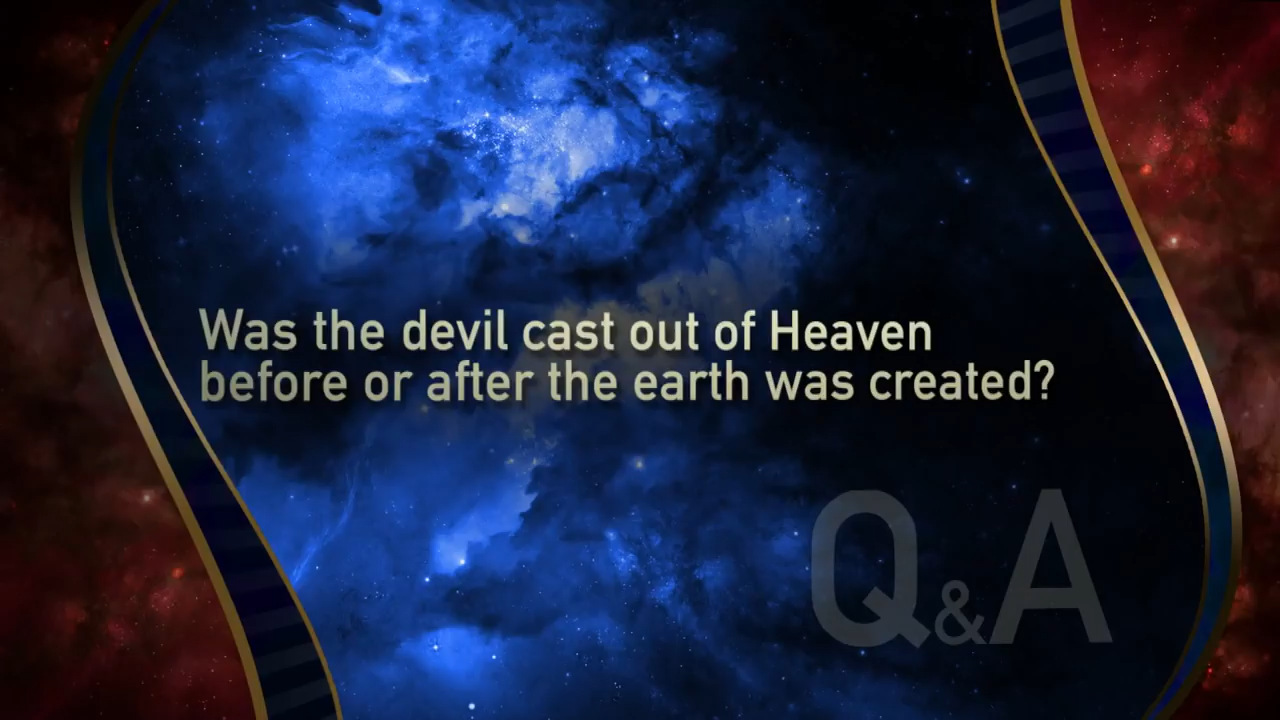 Was the devil cast out of Heaven
before or after the earth was created?
Q&A